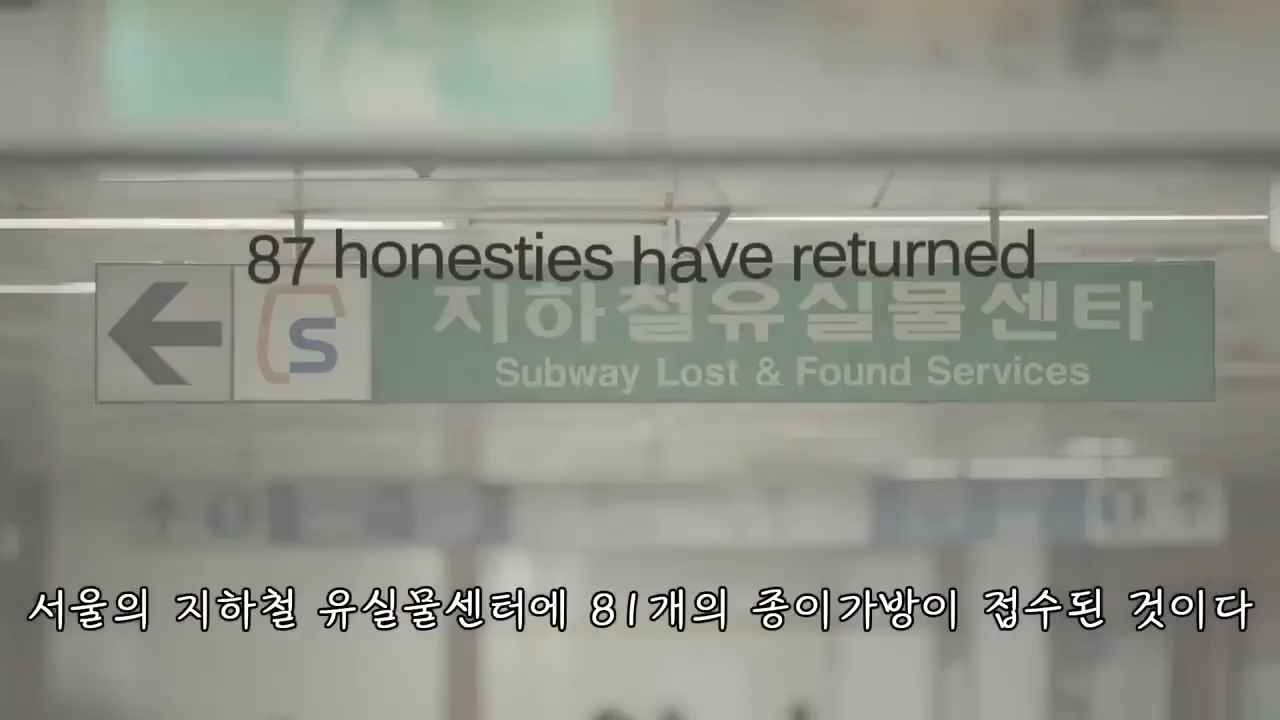 87 honesties have returned
S
지하철유실물센타
Subway Lost & Found Services
서울의 지하철 유실물센터에 81개의 종이가방이 접수된 것이다